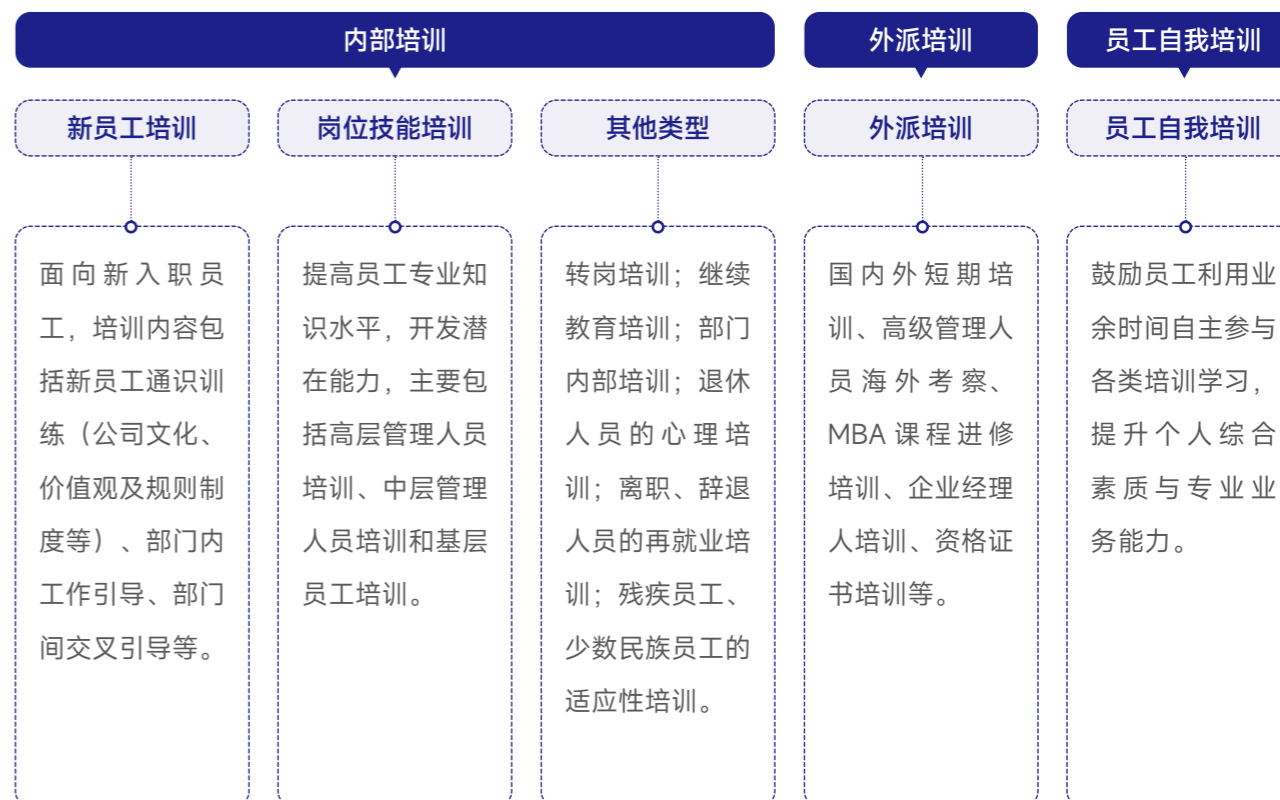 内部培训
外派培训
员工自我培训
新员工培训
岗位技能培训
其他类型
外派培训
员工自我培训
面向新入职员
工，培训内容包
括新员工通识训
练（公司文化、
价值观及规则制
度等）、部门内
工作引导、部门
间交叉引导等。
提高员工专业知
识水平，开发潜
在能力，主要包
括高层管理人员
培训、中层管理
人员培训和基层
员工培训。
转岗培训；继续
教育培训；部门
内部培训；退休
人员的心理培
训；离职、辞退
人员的再就业培
训；残疾员工、
少数民族员工的
适应性培训。
国内外短期培
训、高级管理人
员海外考察、
MBA 课程进修
培训、企业经理
人培训、资格证
书培训等。
鼓励员工利用业
余时间自主参与
各类培训学习，
提升个人综合
素质与专业业
务能力。